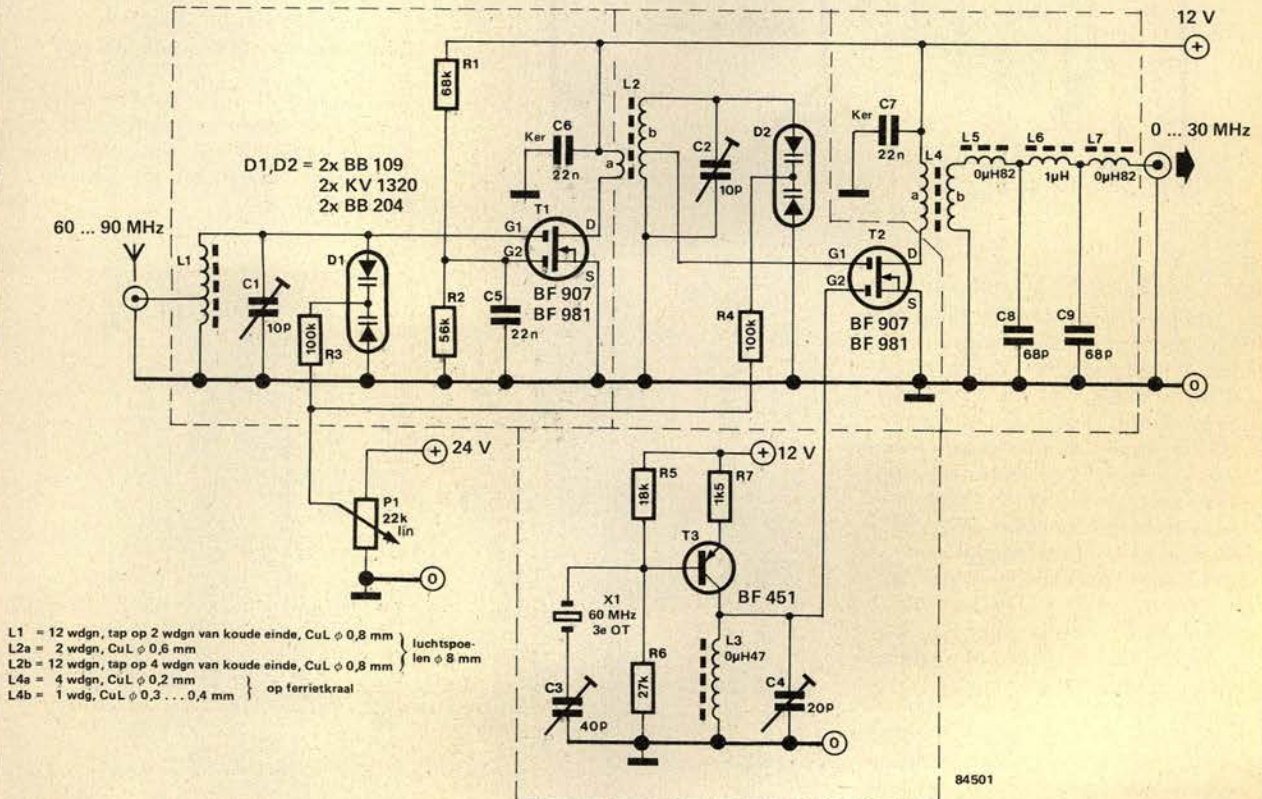 12 V
R1
68k
L2
b
a
Ker
C6
22n
C2
10p
D2
Ker
C7
22n
L4
a
b
L5
0µH82
L6
1µH
L7
0µH82
0 ... 30 MHz
D1,D2 = 2x BB 109
2x KV 1320
2x BB 204
60 ... 90 MHz
L1
C1
10p
D1
R3
100k
T1
G1
D
G2
S
BF 907
BF 981
R2
56k
C5
22n
R4
100k
T2
G1
D
G2
S
BF 907
BF 981
C8
68p
C9
68p
0
24 V
P1
22k
lin
0
12 V
R5
18k
R7
1k5
T3
BF 451
X1
60 MHz
3e OT
C3
40p
R6
27k
L3
0µH47
C4
20p
0
L1 = 12 wdgn, tap op 2 wdgn van koude einde, CuL ϕ 0,8 mm
L2a = 2 wdgn, CuL ϕ 0,6 mm
L2b = 12 wdgn, tap op 4 wdgn van koude einde, CuL ϕ 0,8 mm
luchtspoe-
len ϕ 8 mm
L4a = 4 wdgn, CuL ϕ 0,2 mm
L4b = 1 wdg, CuL ϕ 0,3 . . . 0,4 mm
op ferrietkraal
84501